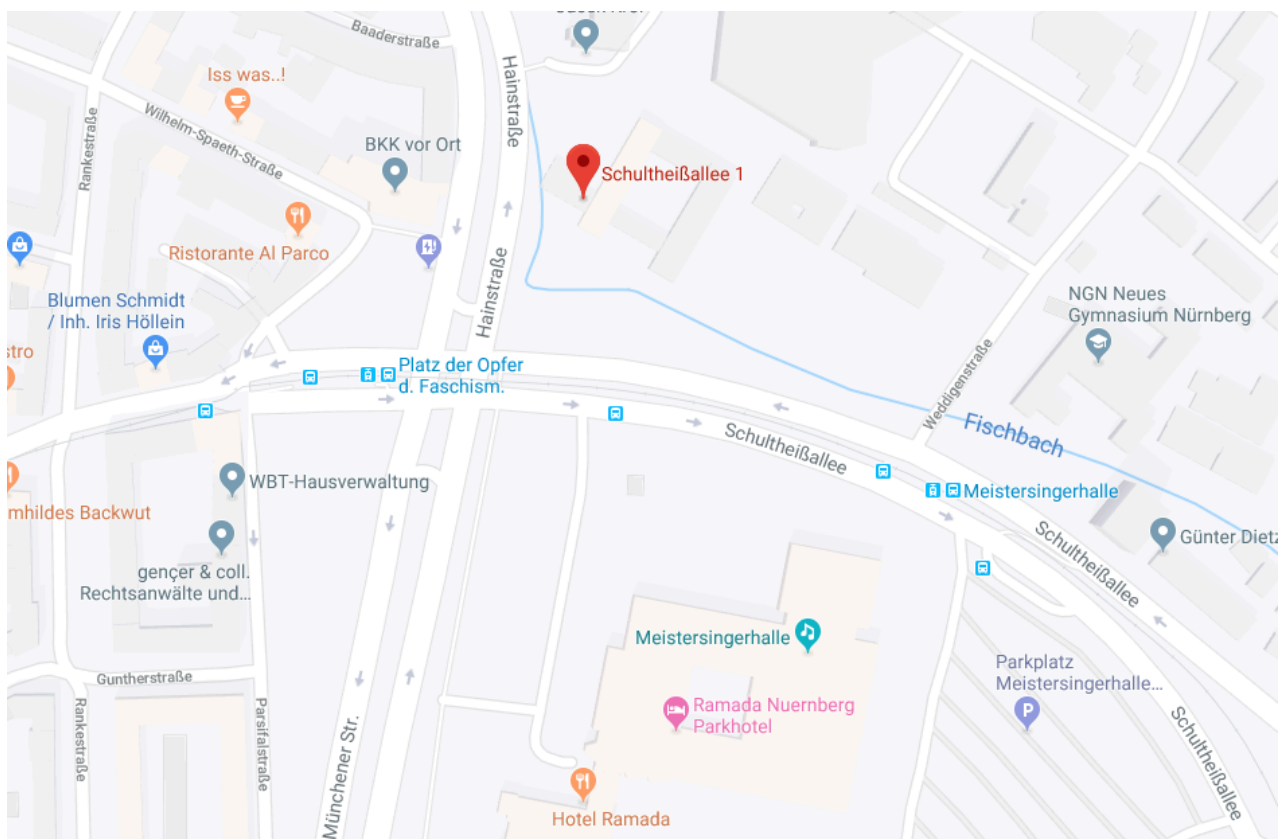 Baaderstraße
Hainstraße
Iss was..!
Wilhelm-Spaeth-Straße
Rankestraße
BKK vor Ort
Schultheißallee 1
Ristorante Al Parco
Hainstraße
Blumen Schmidt
/ Inh. Iris Höllein
NGN Neues
Gymnasium Nürnberg
stro
Platz der Opfer
d. Faschism.
Weddigenstraße
Fischbach
Schultheißallee
WBT-Hausverwaltung
Meistersingerhalle
mhildes Backwut
Schultheißallee
Günter Dietz
gençer & coll.
Rechtsanwälte und...
Meistersingerhalle
Parkplatz
Meistersingerhalle...
Guntherstraße
Ramada Nuernberg
Parkhotel
Rankestraße
Parsifalstraße
Münchener Str.
Schultheißallee
Hotel Ramada
P